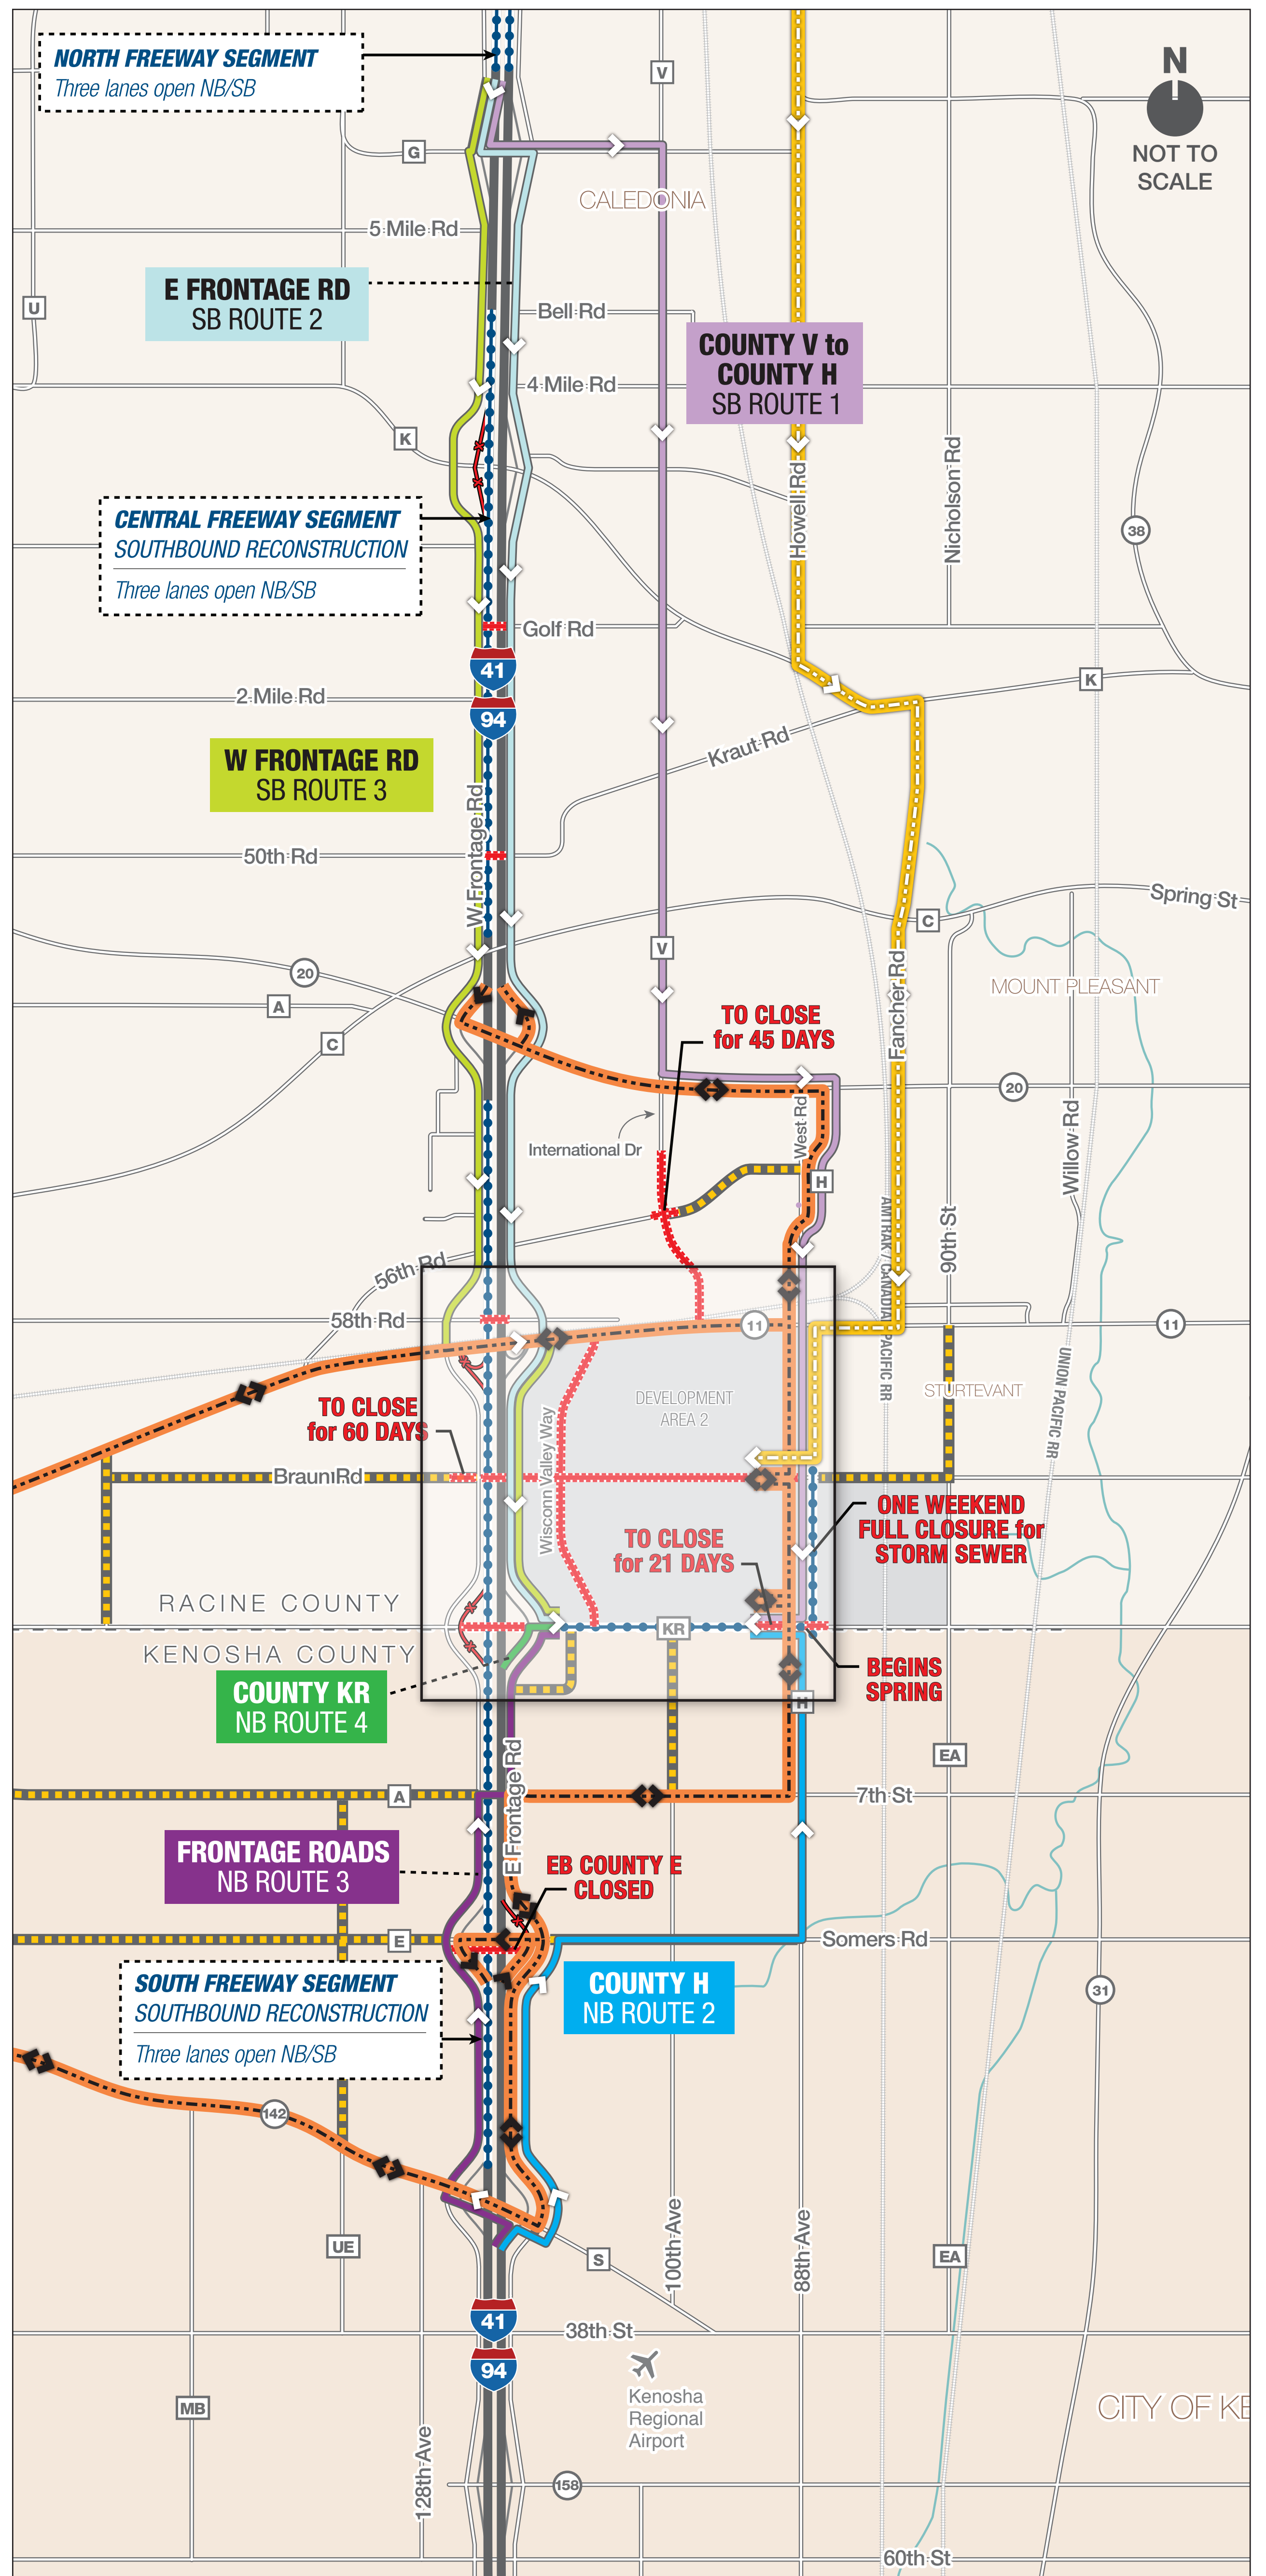 NORTH FREEWAY SEGMENT
Three lanes open NB/SB
V
N
NOT TO
SCALE
G
CALEDONIA
5 Mile Rd
E FRONTAGE RD
SB ROUTE 2
U
Bell Rd
COUNTY V to
COUNTY H
SB ROUTE 1
4 Mile Rd
K
Howell Rd
Nicholson Rd
38
CENTRAL FREEWAY SEGMENT
SOUTHBOUND RECONSTRUCTION
Three lanes open NB/SB
Golf Rd
41
K
2 Mile Rd
94
Kraut Rd
W FRONTAGE RD
SB ROUTE 3
W Frontage Rd
50th Rd
Spring St
C
V
20
Fancher Rd
MOUNT PLEASANT
A
TO CLOSE
for 45 DAYS
C
20
West Rd
Willow Rd
International Dr
H
AMTRAK / CANADIAN PACIFIC RR
90th St
56th Rd
58th Rd
11
11
UNION PACIFIC RR
STURTEVANT
DEVELOPMENT
AREA 2
TO CLOSE
for 60 DAYS
Wisconn Valley Way
Braun Rd
ONE WEEKEND
FULL CLOSURE for
STORM SEWER
TO CLOSE
for 21 DAYS
RACINE COUNTY
KR
KENOSHA COUNTY
BEGINS
SPRING
COUNTY KR
NB ROUTE 4
H
EA
E Frontage Rd
A
7th St
FRONTAGE ROADS
NB ROUTE 3
EB COUNTY E
CLOSED
E
Somers Rd
SOUTH FREEWAY SEGMENT
SOUTHBOUND RECONSTRUCTION
Three lanes open NB/SB
COUNTY H
NB ROUTE 2
31
142
UE
S
100th Ave
88th Ave
EA
41
38th St
94
Kenosha
Regional
Airport
MB
CITY OF KE
128th Ave
158
60th St